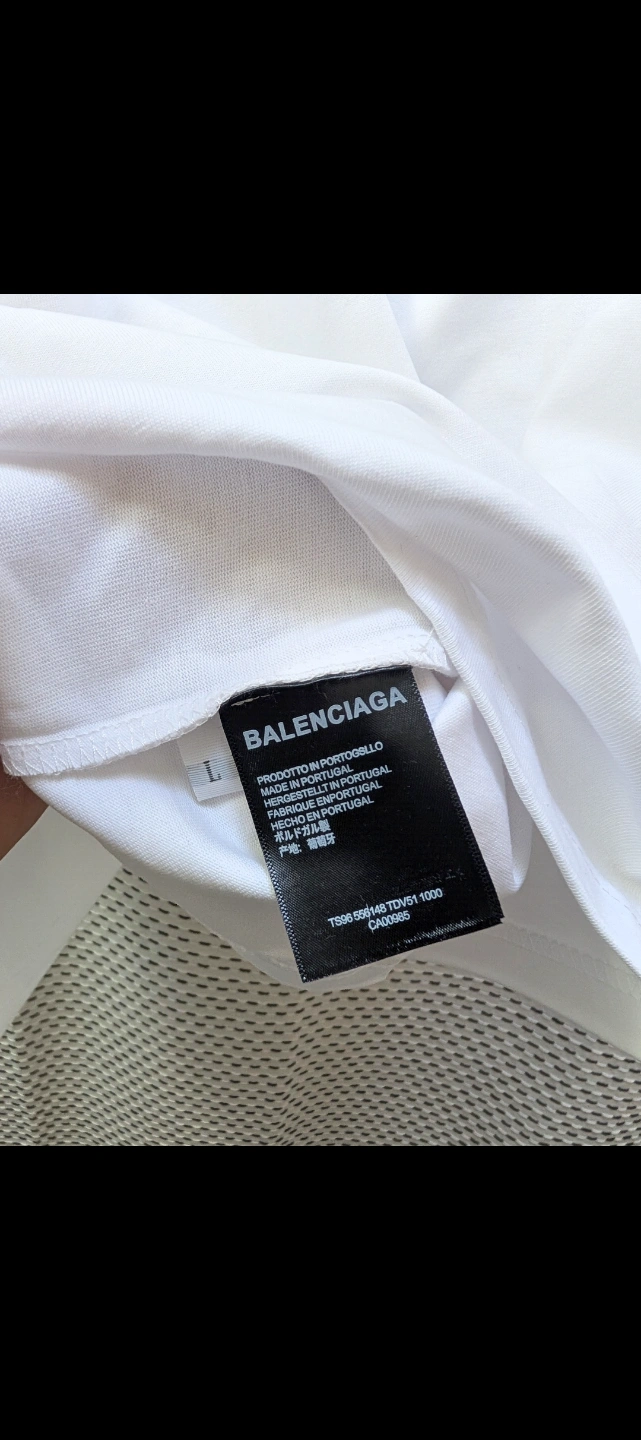 BALENCIAGA
PRODOTTO IN PORTOGSLLO
MADE IN PORTUGAL
HERGESTELLT IN PORTUGAL
FABRIQUE ENPORTUGAL
HECHO EN PORTUGAL
ポルドガル製
产地: 葡萄牙
TS96 556148 TDV51 1000
CA00985
L